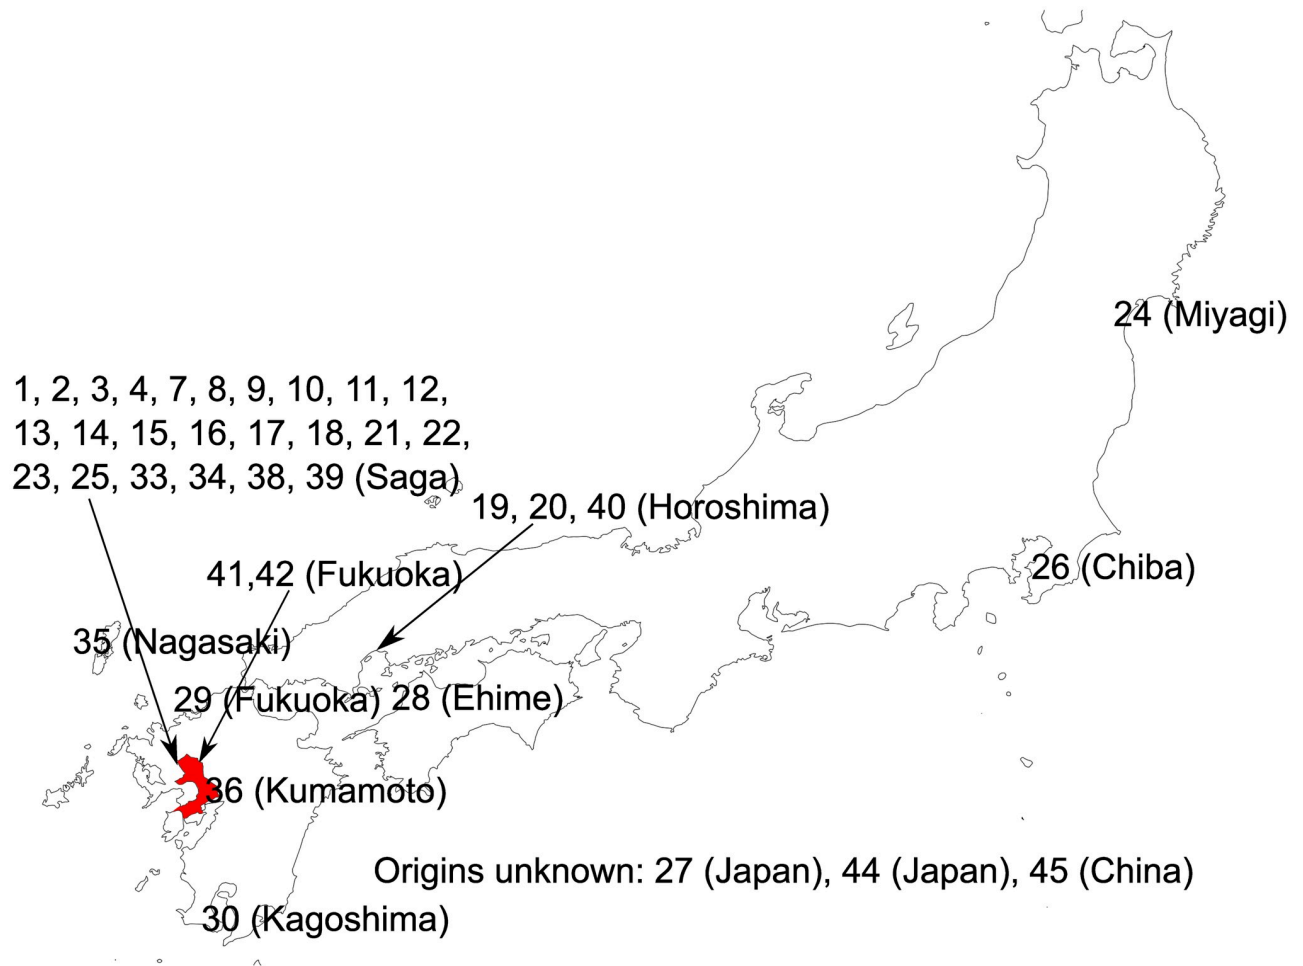 24 (Miyagi)
1, 2, 3, 4, 7, 8, 9, 10, 11, 12,
13, 14, 15, 16, 17, 18, 21, 22,
23, 25, 33, 34, 38, 39 (Saga)
19, 20, 40 (Horoshima)
41,42 (Fukuoka)
26 (Chiba)
35 (Nagasaki)
29 (Fukuoka)
28 (Ehime)
36 (Kumamoto)
Origins unknown: 27 (Japan), 44 (Japan), 45 (China)
30 (Kagoshima)